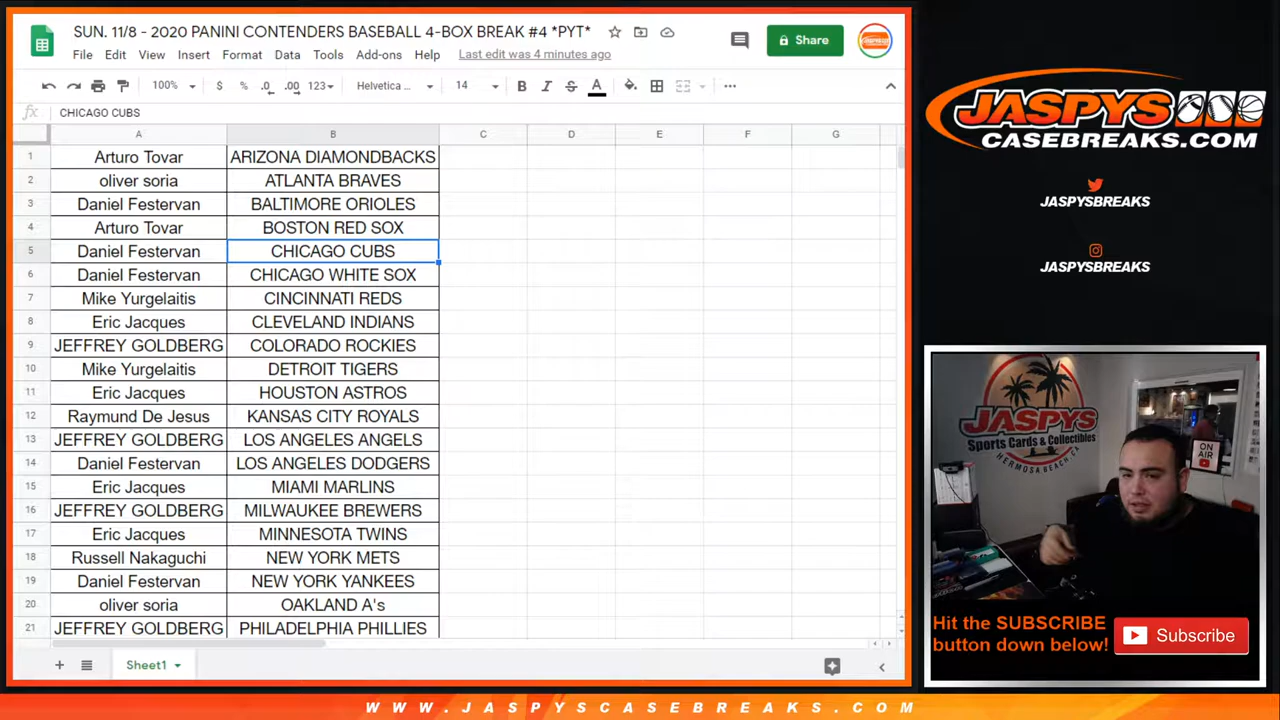 SUN. 11/8 - 2020 PANINI CONTENDERS BASEBALL 4-BOX BREAK #4 *PYT*
File Edit View Insert Format Data Tools Add-ons Help Last edit was 4 minutes ago
Share
100% $ % .0 .00 123 Helvetica ... 14 B I S A
fx CHICAGO CUBS
A B C D E F G
1 Arturo Tovar ARIZONA DIAMONDBACKS
2 oliver soria ATLANTA BRAVES
3 Daniel Festervan BALTIMORE ORIOLES
4 Arturo Tovar BOSTON RED SOX
5 Daniel Festervan CHICAGO CUBS
6 Daniel Festervan CHICAGO WHITE SOX
7 Mike Yurgelaitis CINCINNATI REDS
8 Eric Jacques CLEVELAND INDIANS
9 JEFFREY GOLDBERG COLORADO ROCKIES
10 Mike Yurgelaitis DETROIT TIGERS
11 Eric Jacques HOUSTON ASTROS
12 Raymund De Jesus KANSAS CITY ROYALS
13 JEFFREY GOLDBERG LOS ANGELES ANGELS
14 Daniel Festervan LOS ANGELES DODGERS
15 Eric Jacques MIAMI MARLINS
16 JEFFREY GOLDBERG MILWAUKEE BREWERS
17 Eric Jacques MINNESOTA TWINS
18 Russell Nakaguchi NEW YORK METS
19 Daniel Festervan NEW YORK YANKEES
20 oliver soria OAKLAND A's
21 JEFFREY GOLDBERG PHILADELPHIA PHILLIES
Sheet1
JASPYS
CASEBREAKS.COM
JASPYSBREAKS
JASPYSBREAKS
JASPYS
Sports Cards & Collectibles
HERMOSA BEACH, CA
ON AIR
Hit the SUBSCRIBE
button down below!
Subscribe
WWW.JASPYSCASEBREAKS.COM